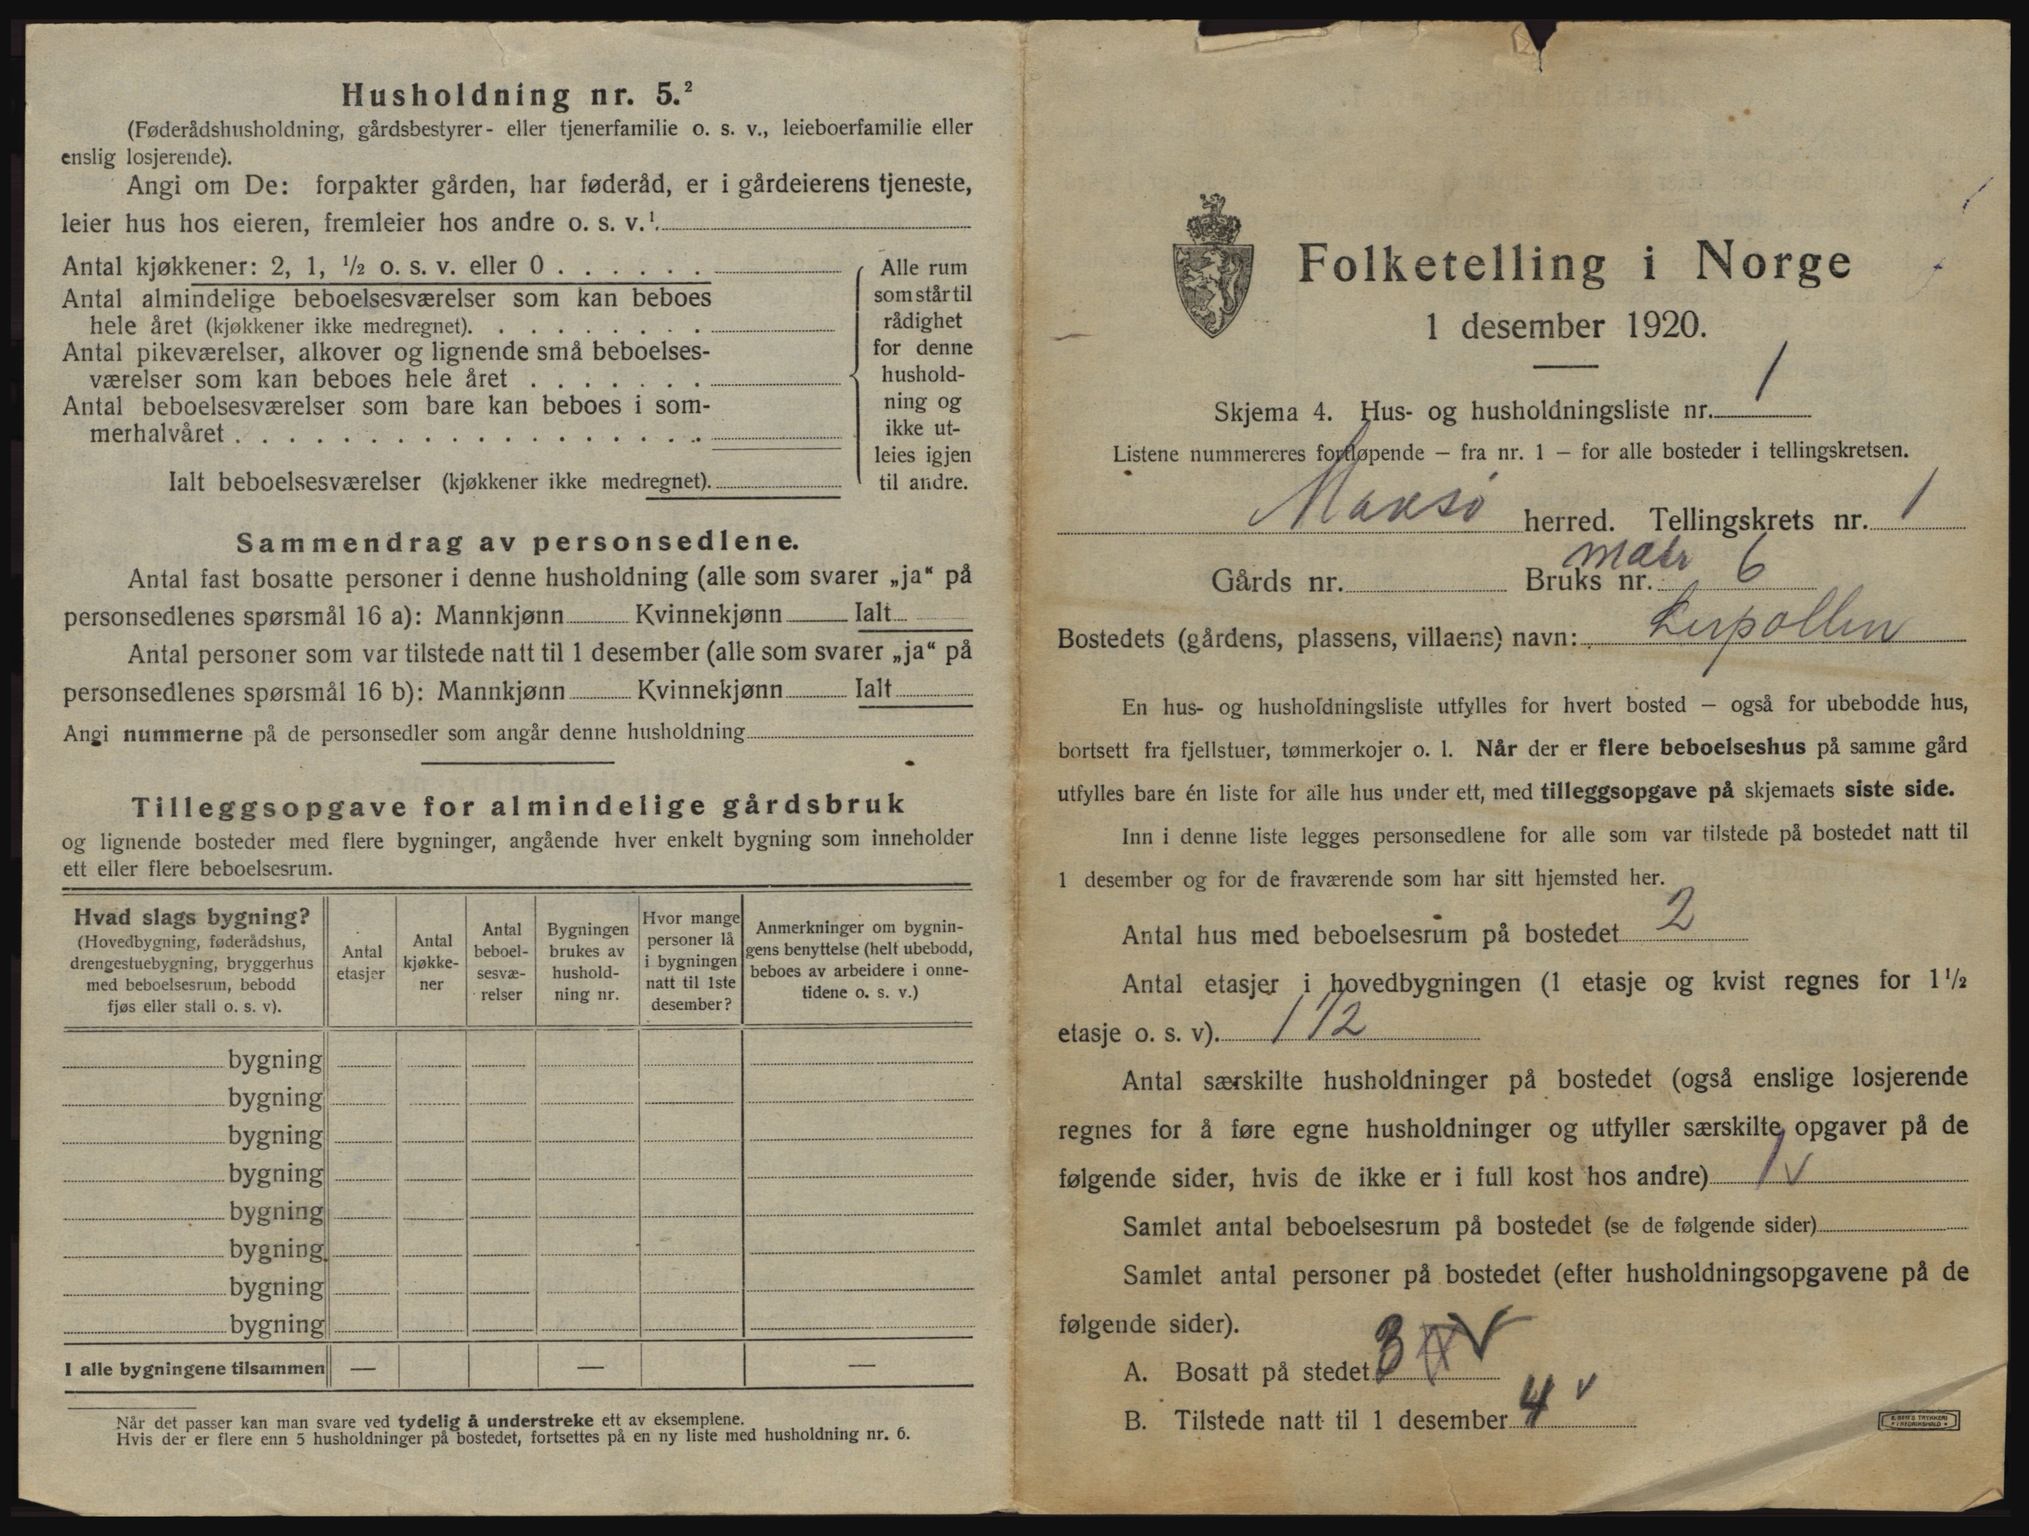 Husholdning nr. 5.²
(Føderådshusholdning, gårdsbestyrer- eller tjenerfamilie o. s. v., leieboerfamilie eller
enslig losjerende).
Angi om De: forpakter gården, har føderåd, er i gårdeierens tjeneste,
leier hus hos eieren, fremleier hos andre o. s. v.¹.
Antal kjøkkener: 2, 1, ½ o. s. v. eller 0 . . . . . .
Antal almindelige beboelsesværelser som kan beboes
hele året (kjøkkener ikke medregnet). . . . . . . . .
Antal pikeværelser, alkover og lignende små beboelses-
værelser som kan beboes hele året . . . . . . .
Antal beboelsesværelser som bare kan beboes i som-
merhalvåret . . . . . . . . . . . . . . . . . .
Ialt beboelsesværelser (kjøkkener ikke medregnet).
Alle rum
som står til
rådighet
for denne
hushold-
ning og
ikke ut-
leies igjen
til andre.
Sammendrag av personsedlene.
Antal fast bosatte personer i denne husholdning (alle som svarer „ja“ på
personsedlenes spørsmål 16 a): Mannkjønn Kvinnekjønn Ialt
Antal personer som var tilstede natt til 1 desember (alle som svarer „ja“ på
personsedlenes spørsmål 16 b): Mannkjønn Kvinnekjønn Ialt
Angi nummerne på de personsedler som angår denne husholdning
Tilleggsopgave for almindelige gårdsbruk
og lignende bosteder med flere bygninger, angående hver enkelt bygning som inneholder
ett eller flere beboelsesrum.
Hvad slags bygning?
(Hovedbygning, føderådshus,
drengestuebygning, bryggerhus
med beboelsesrum, bebodd
fjøs eller stall o. s. v).
Antal
etasjer
Antal
kjøkke-
ner
Antal
beboel-
sesvæ-
relser
Bygningen
brukes av
hushold-
ning nr.
Hvor mange
personer lå
i bygningen
natt til 1ste
desember?
Anmerkninger om bygnin-
gens benyttelse (helt ubebodd,
beboes av arbeidere i onne-
tidene o. s. v.)
bygning
bygning
bygning
bygning
bygning
bygning
bygning
bygning
I alle bygningene tilsammen — — —
Når det passer kan man svare ved tydelig å understreke ett av eksemplene.
Hvis der er flere enn 5 husholdninger på bostedet, fortsettes på en ny liste med husholdning nr. 6.
Folketelling i Norge
1 desember 1920.
Skjema 4. Hus- og husholdningsliste nr. 1
Listene nummereres fortløpende — fra nr. 1 — for alle bosteder i tellingskretsen.
Maasø herred. Tellingskrets nr. 1
Matr
Gårds nr. Bruks nr. 6
Bostedets (gårdens, plassens, villaens) navn: Lerpollen
En hus- og husholdningsliste utfylles for hvert bosted — også for ubebodde hus,
bortsett fra fjellstuer, tømmerkojer o. l. Når der er flere beboelseshus på samme gård
utfylles bare én liste for alle hus under ett, med tilleggsopgave på skjemaets siste side.
Inn i denne liste legges personsedlene for alle som var tilstede på bostedet natt til
1 desember og for de fraværende som har sitt hjemsted her.
Antal hus med beboelsesrum på bostedet 2
Antal etasjer i hovedbygningen (1 etasje og kvist regnes for 1½
etasje o. s. v). 1 1/2
Antal særskilte husholdninger på bostedet (også enslige losjerende
regnes for å føre egne husholdninger og utfyller særskilte opgaver på de
følgende sider, hvis de ikke er i full kost hos andre) 1 v
Samlet antal beboelsesrum på bostedet (se de følgende sider)
Samlet antal personer på bostedet (efter husholdningsopgavene på de
følgende sider).
A. Bosatt på stedet 3 v
B. Tilstede natt til 1 desember 4 v